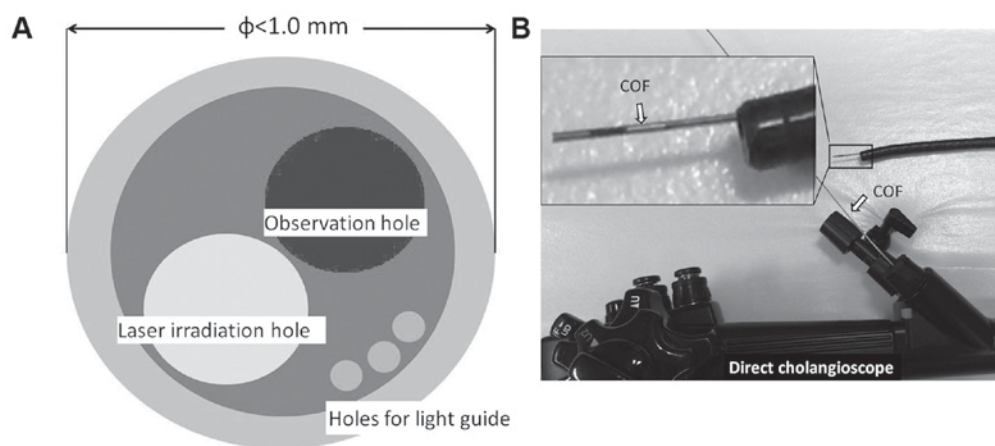 A
ϕ<1.0 mm
Observation hole
Laser irradiation hole
Holes for light guide
B
COF
COF
Direct cholangioscope